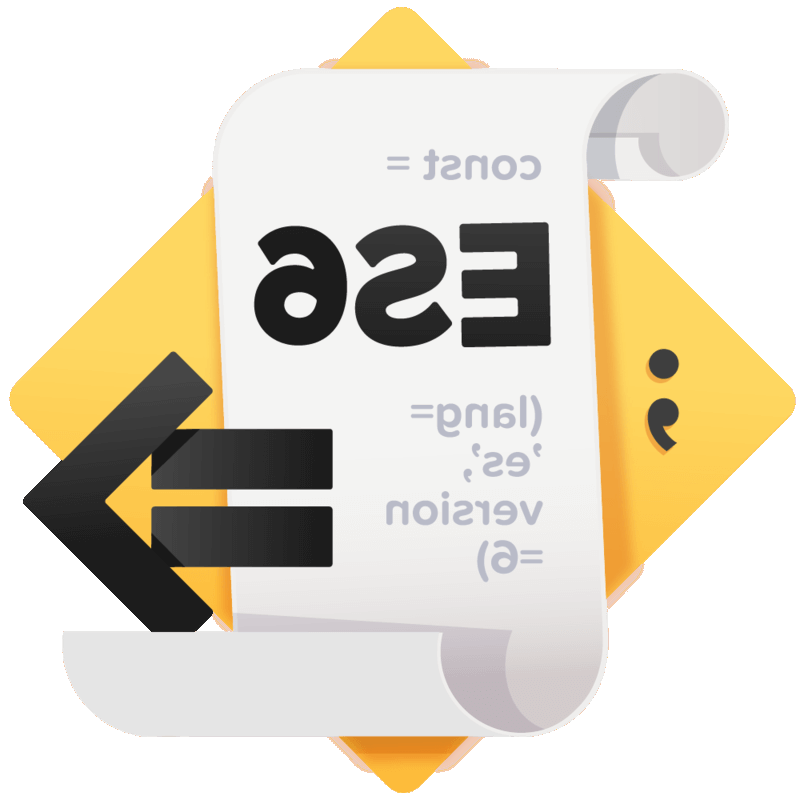 const =
ES6
(lang=
'es',
version
=6)
=>
;